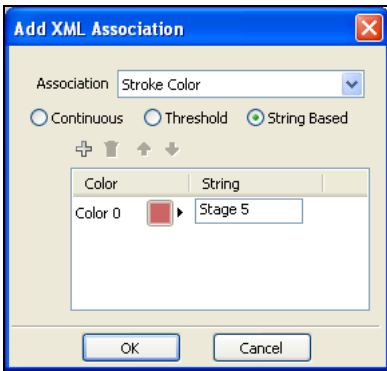 Add XML Association
Association Stroke Color
Continuous Threshold String Based
Color String
Color 0 Stage 5
OK Cancel